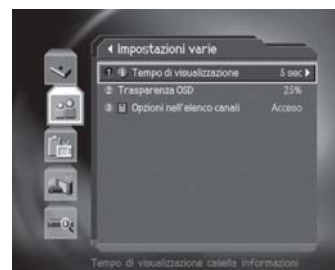 Impostazioni varie
1 Tempo di visualizzazione 5 sec
2 Trasparenza OSD 25%
3 Opzioni nell'elenco canali Acceso
Tempo di visualizzazione casella informazioni